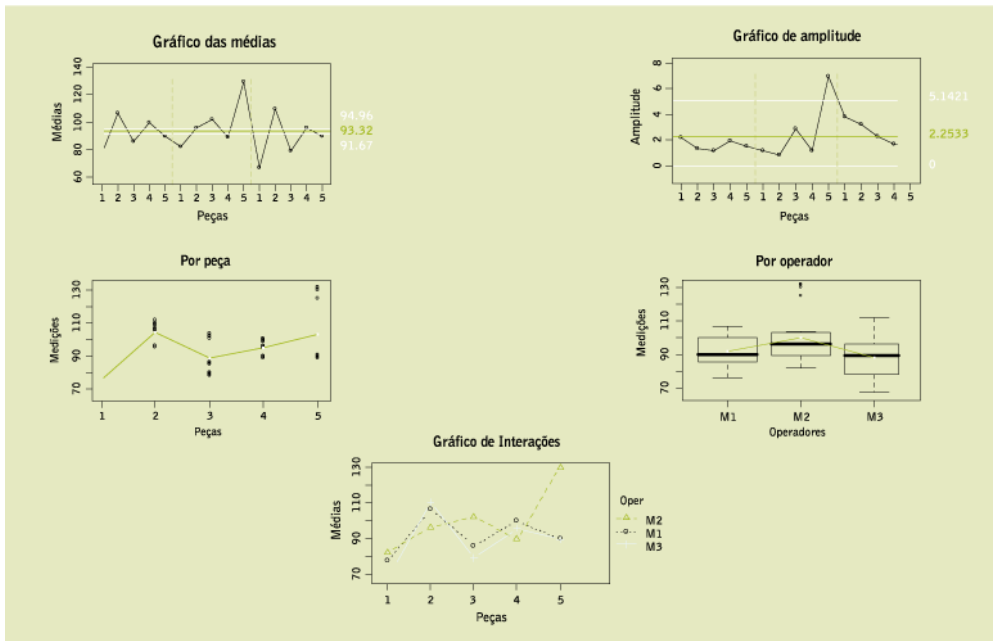 Gráfico das médias
Médias
140
120
100
80
60
94.96
93.32
91.67
1 2 3 4 5 1 2 3 4 5 1 2 3 4 5
Peças
Gráfico de amplitude
Amplitude
8
6
4
2
0
5.1421
2.2533
0
1 2 3 4 5 1 2 3 4 5 1 2 3 4 5
Peças
Por peça
Medições
130
110
90
70
1 2 3 4 5
Peças
Por operador
Medições
130
110
90
70
M1 M2 M3
Operadores
Gráfico de Interações
Médias
130
110
90
70
1 2 3 4 5
Peças
Oper
M2
M1
M3